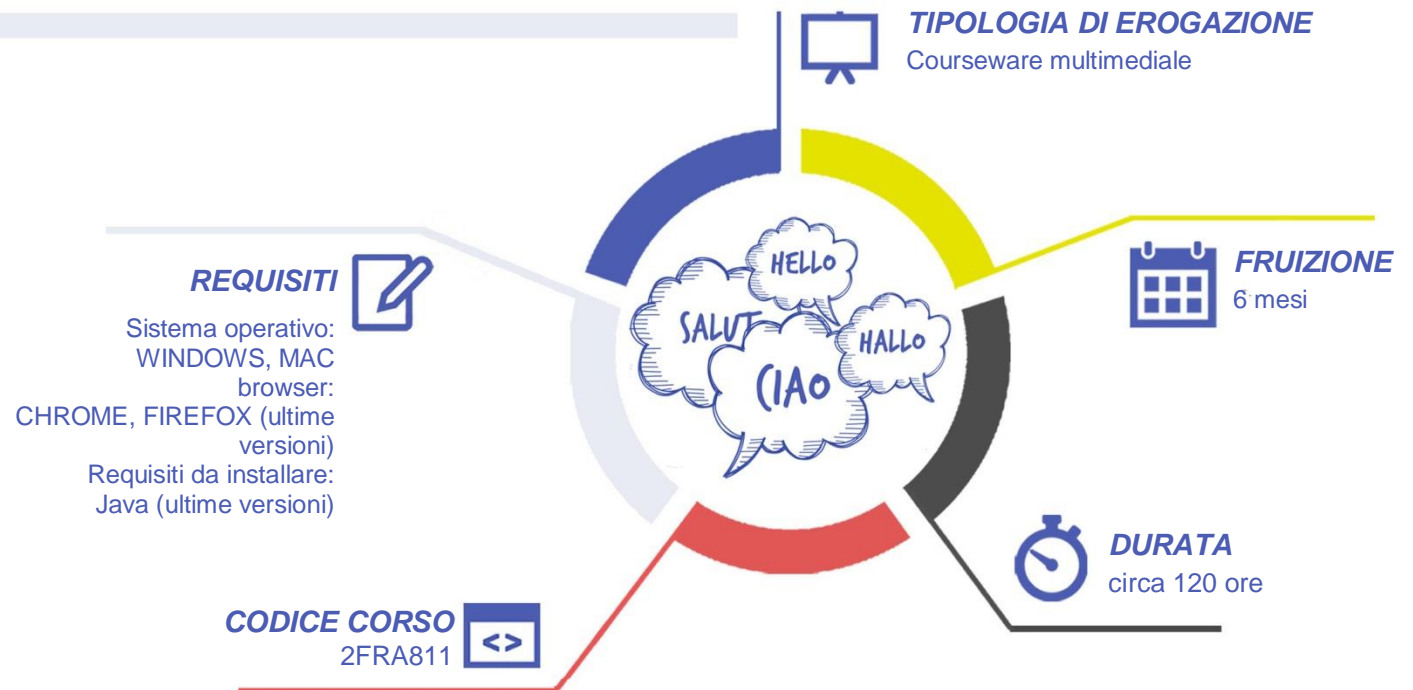 TIPOLOGIA DI EROGAZIONE
Courseware multimediale
HELLO
SALUT
HALLO
CIAO
REQUISITI
Sistema operativo:
WINDOWS, MAC
browser:
CHROME, FIREFOX (ultime
versioni)
Requisiti da installare:
Java (ultime versioni)
FRUIZIONE
6 mesi
DURATA
circa 120 ore
CODICE CORSO
2FRA811
<>